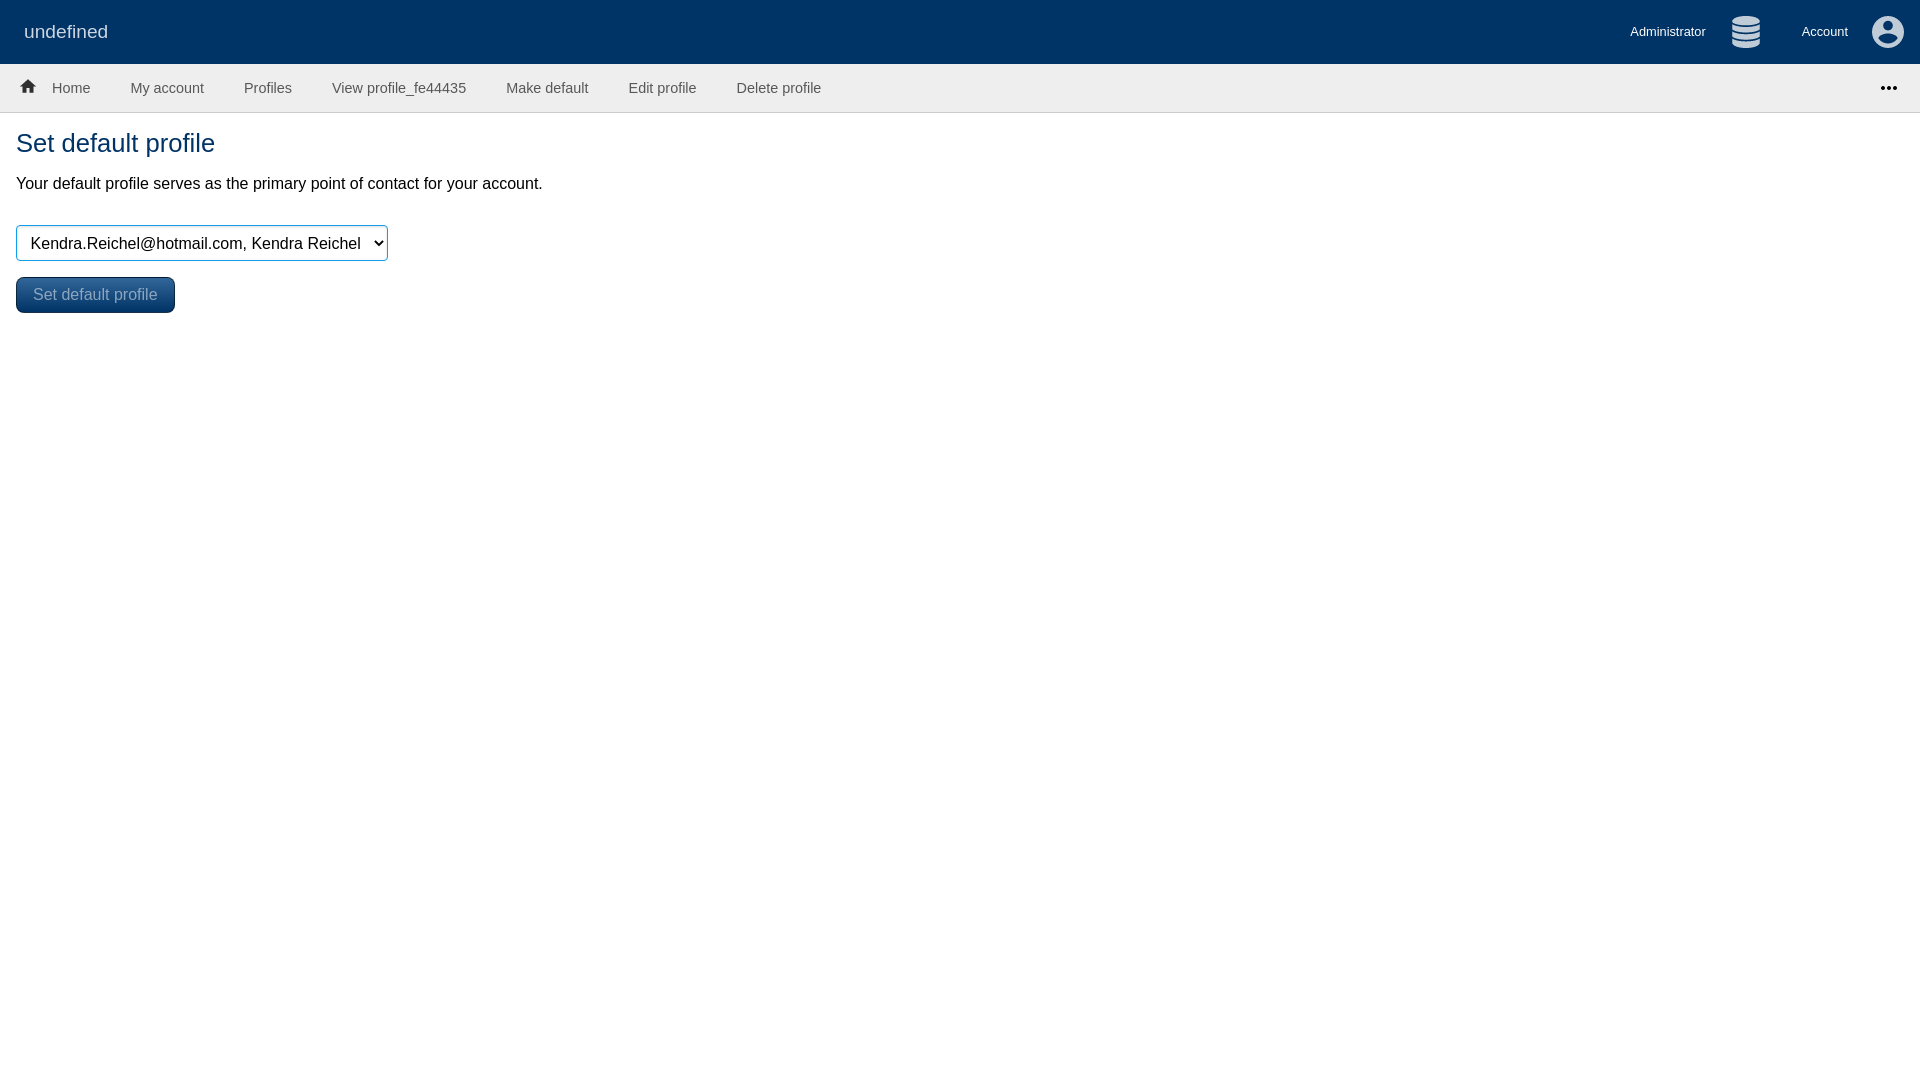 undefined
Administrator
Account
Home
My account
Profiles
View profile_fe44435
Make default
Edit profile
Delete profile
Set default profile
Your default profile serves as the primary point of contact for your account.
Kendra.Reichel@hotmail.com, Kendra Reichel
Set default profile